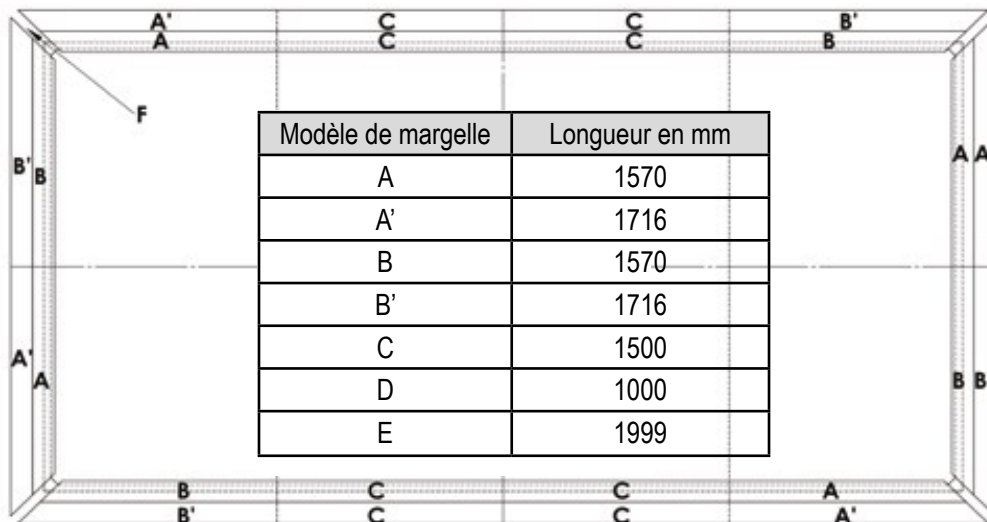 A' C C B'
A C C B
F
Modèle de margelle Longueur en mm
A 1570
A' 1716
B 1570
B' 1716
C 1500
D 1000
E 1999
B' B
A A
A' A
B B
B C C A
B' C C A'